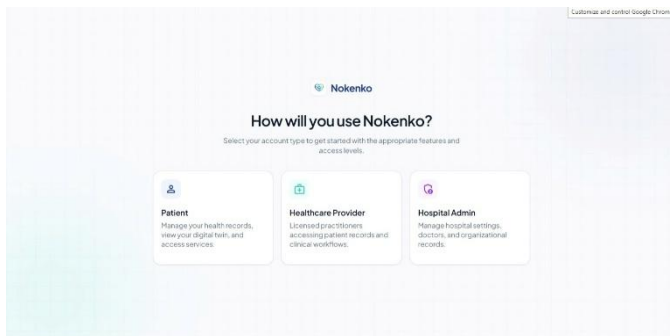 Customize and control Google Chrom
Nokenko
How will you use Nokenko?
Select your account type to get started with the appropriate features and
access levels.
Patient
Manage your health records,
view your digital twin, and
access services.
Healthcare Provider
Licensed practitioners
accessing patient records and
clinical workflows.
Hospital Admin
Manage hospital settings,
doctors, and organizational
records.